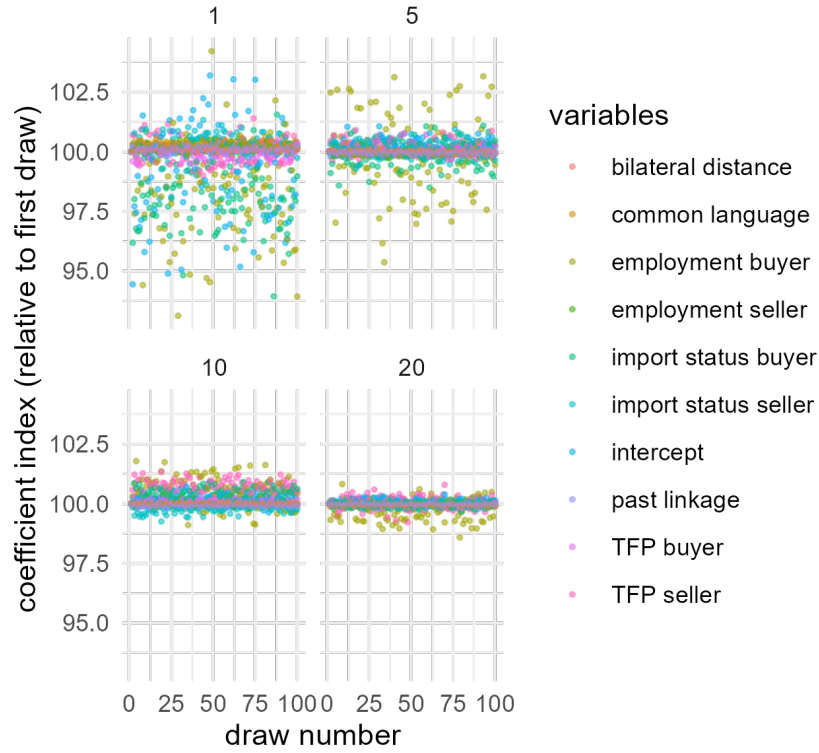 1
5
102.5
100.0
97.5
95.0
10
20
102.5
100.0
97.5
95.0
0 25 50 75 100 0 25 50 75 100
draw number
coefficient index (relative to first draw)
variables
bilateral distance
common language
employment buyer
employment seller
import status buyer
import status seller
intercept
past linkage
TFP buyer
TFP seller